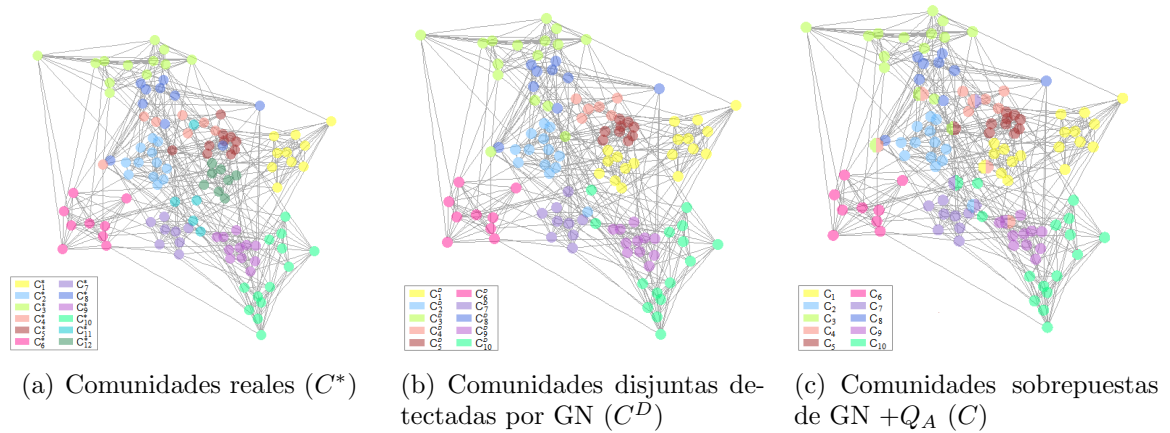 C*1 C*7
C*2 C*8
C*3 C*9
C*4 C*10
C*5 C*11
C*6 C*12
C^D_1 C^D_6
C^D_2 C^D_7
C^D_3 C^D_8
C^D_4 C^D_9
C^D_5 C^D_10
C1 C6
C2 C7
C3 C8
C4 C9
C5 C10
(a) Comunidades reales (C*)
(b) Comunidades disjuntas de-
tectadas por GN (C^D)
(c) Comunidades sobrepuestas
de GN +Q_A (C)